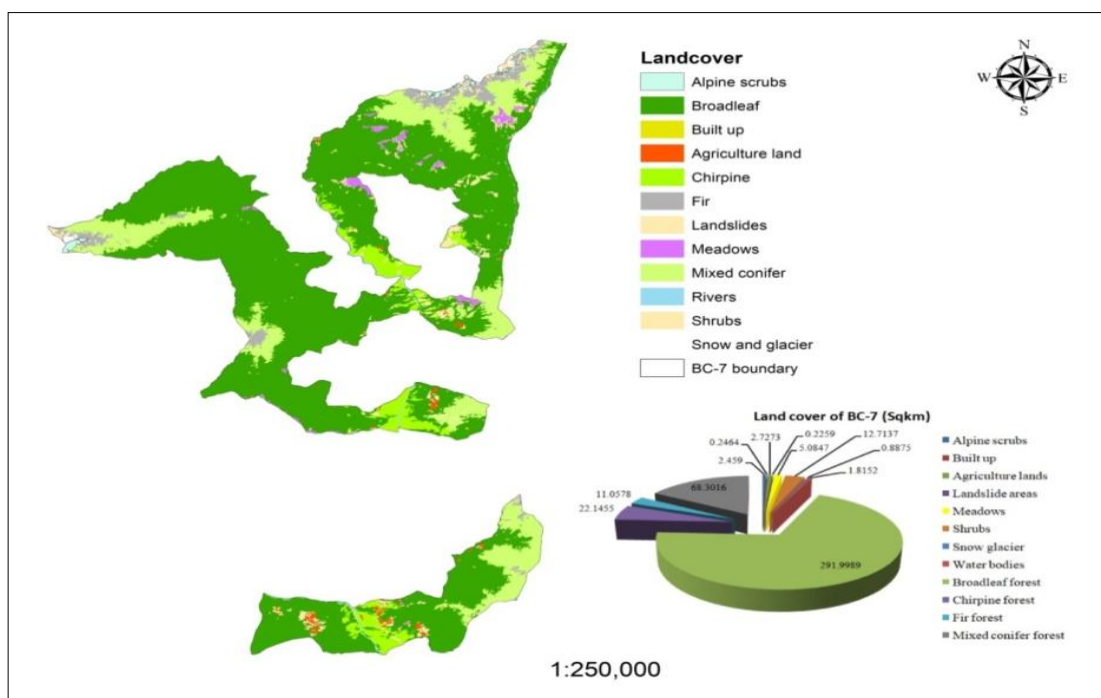 N
W E
S
Landcover
Alpine scrubs
Broadleaf
Built up
Agriculture land
Chirpine
Fir
Landslides
Meadows
Mixed conifer
Rivers
Shrubs
Snow and glacier
BC-7 boundary
Land cover of BC-7 (Sqkm)
0.2259
2.7273
12.7137
0.2464
5.0847
0.8875
2.459
1.8152
68.3016
11.0578
22.1455
291.9989
Alpine scrubs
Built up
Agriculture lands
Landslide areas
Meadows
Shrubs
Snow glacier
Water bodies
Broadleaf forest
Chirpine forest
Fir forest
Mixed conifer forest
1:250,000